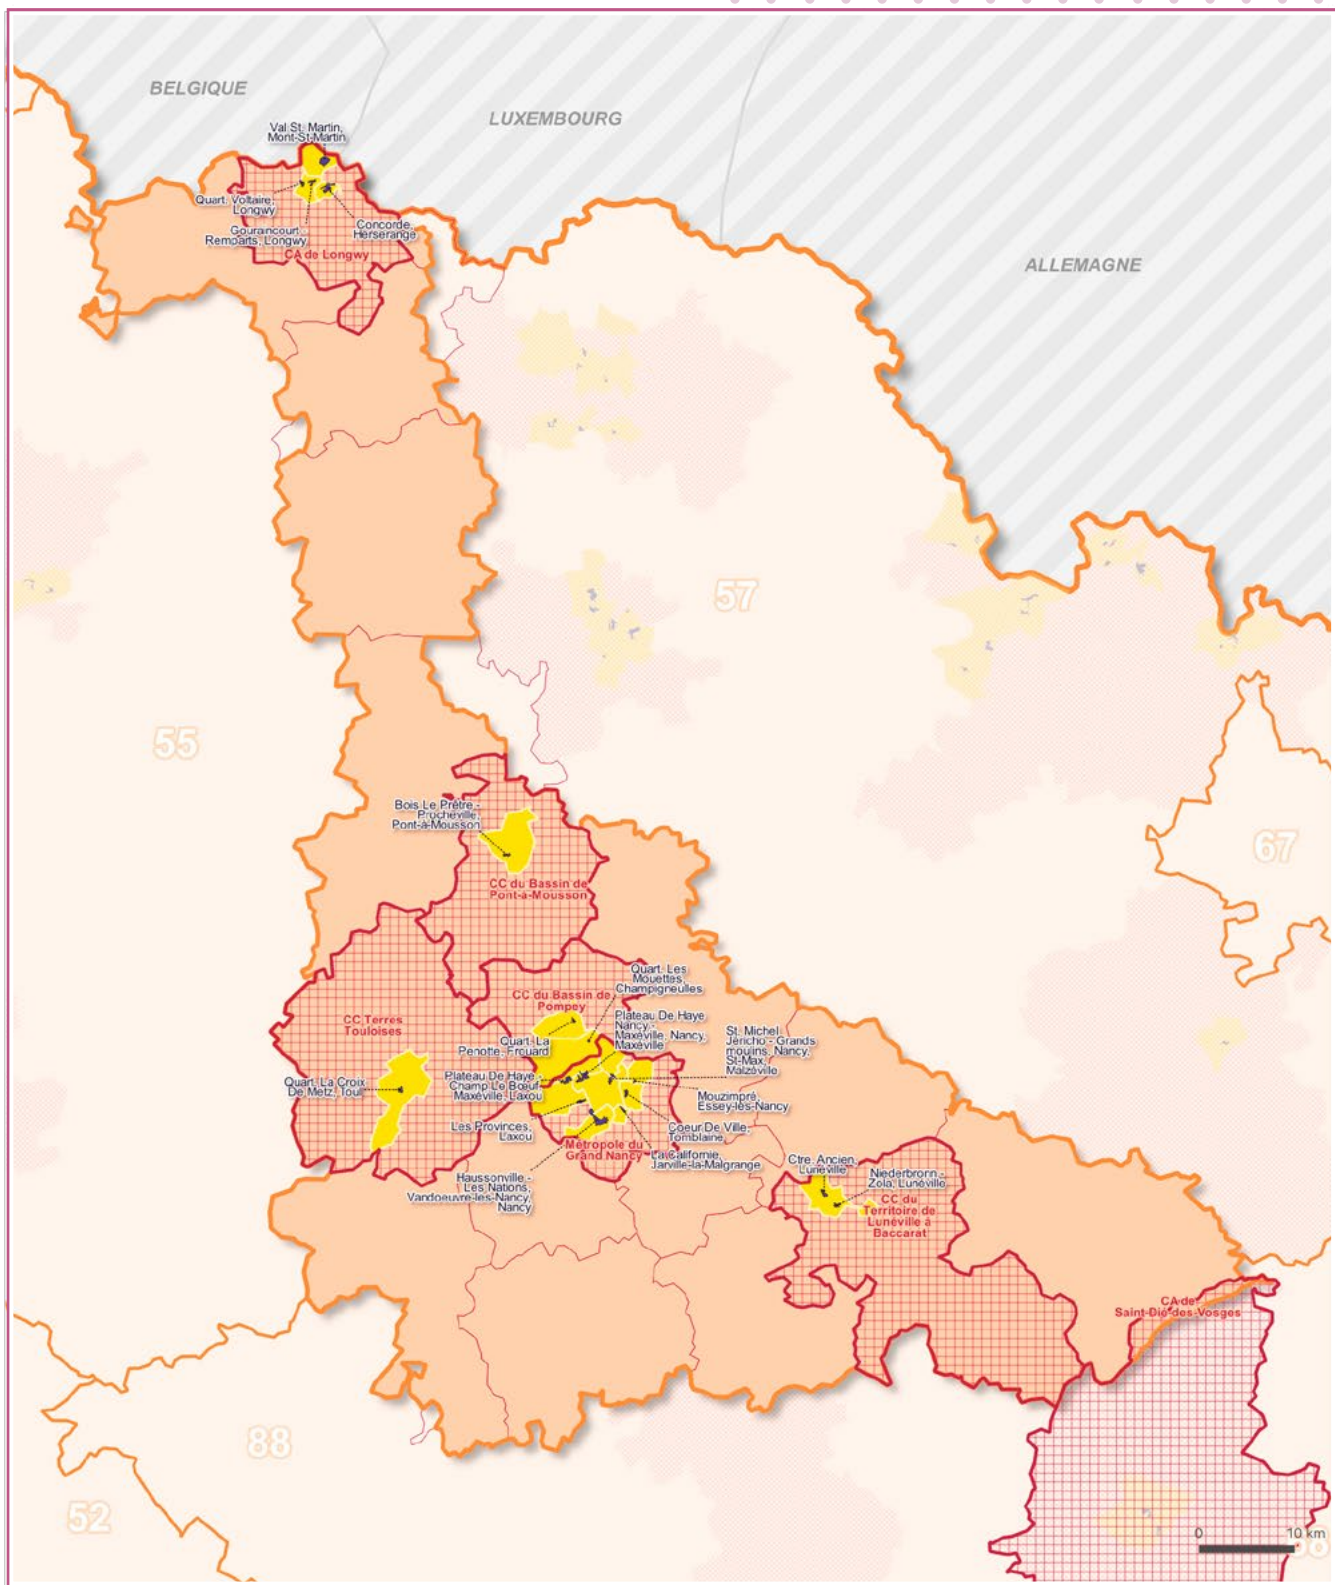 BELGIQUE
LUXEMBOURG
ALLEMAGNE
Val St. Martin,
Mont-St-Martin
Quart. Voltaire,
Longwy
Gouraincourt -
Remparts, Longwy
Concorde,
Herserange
CA de Longwy
57
55
67
Bois Le Prêtre -
Procheville,
Pont-à-Mousson
CC du Bassin de
Pont-à-Mousson
CC Terres
Touloises
CC du Bassin de
Pompey
Quart. Les
Mouettes,
Champigneulles
Quart. La
Penotte, Frouard
Plateau De Haye
Nancy -
Maxéville, Nancy,
Maxéville
St. Michel
Jéricho - Grands
moulins, Nancy,
St-Max,
Malzéville
Quart. La Croix
De Metz, Toul
Plateau De Haye -
Champ Le Bœuf,
Maxéville, Laxou
Mouzimpré,
Essey-lès-Nancy
Les Provinces,
Laxou
Coeur De Ville,
Tomblaine
Métropole du
Grand Nancy
La Californie,
Jarville-la-Malgrange
Haussonville -
Les Nations,
Vandoeuvre-lès-Nancy,
Nancy
Ctre. Ancien,
Lunéville
Niederbronn -
Zola, Lunéville
CC du
Territoire de
Lunéville à
Baccarat
CA de
Saint-Dié-des-Vosges
88
52
0 10 km
68